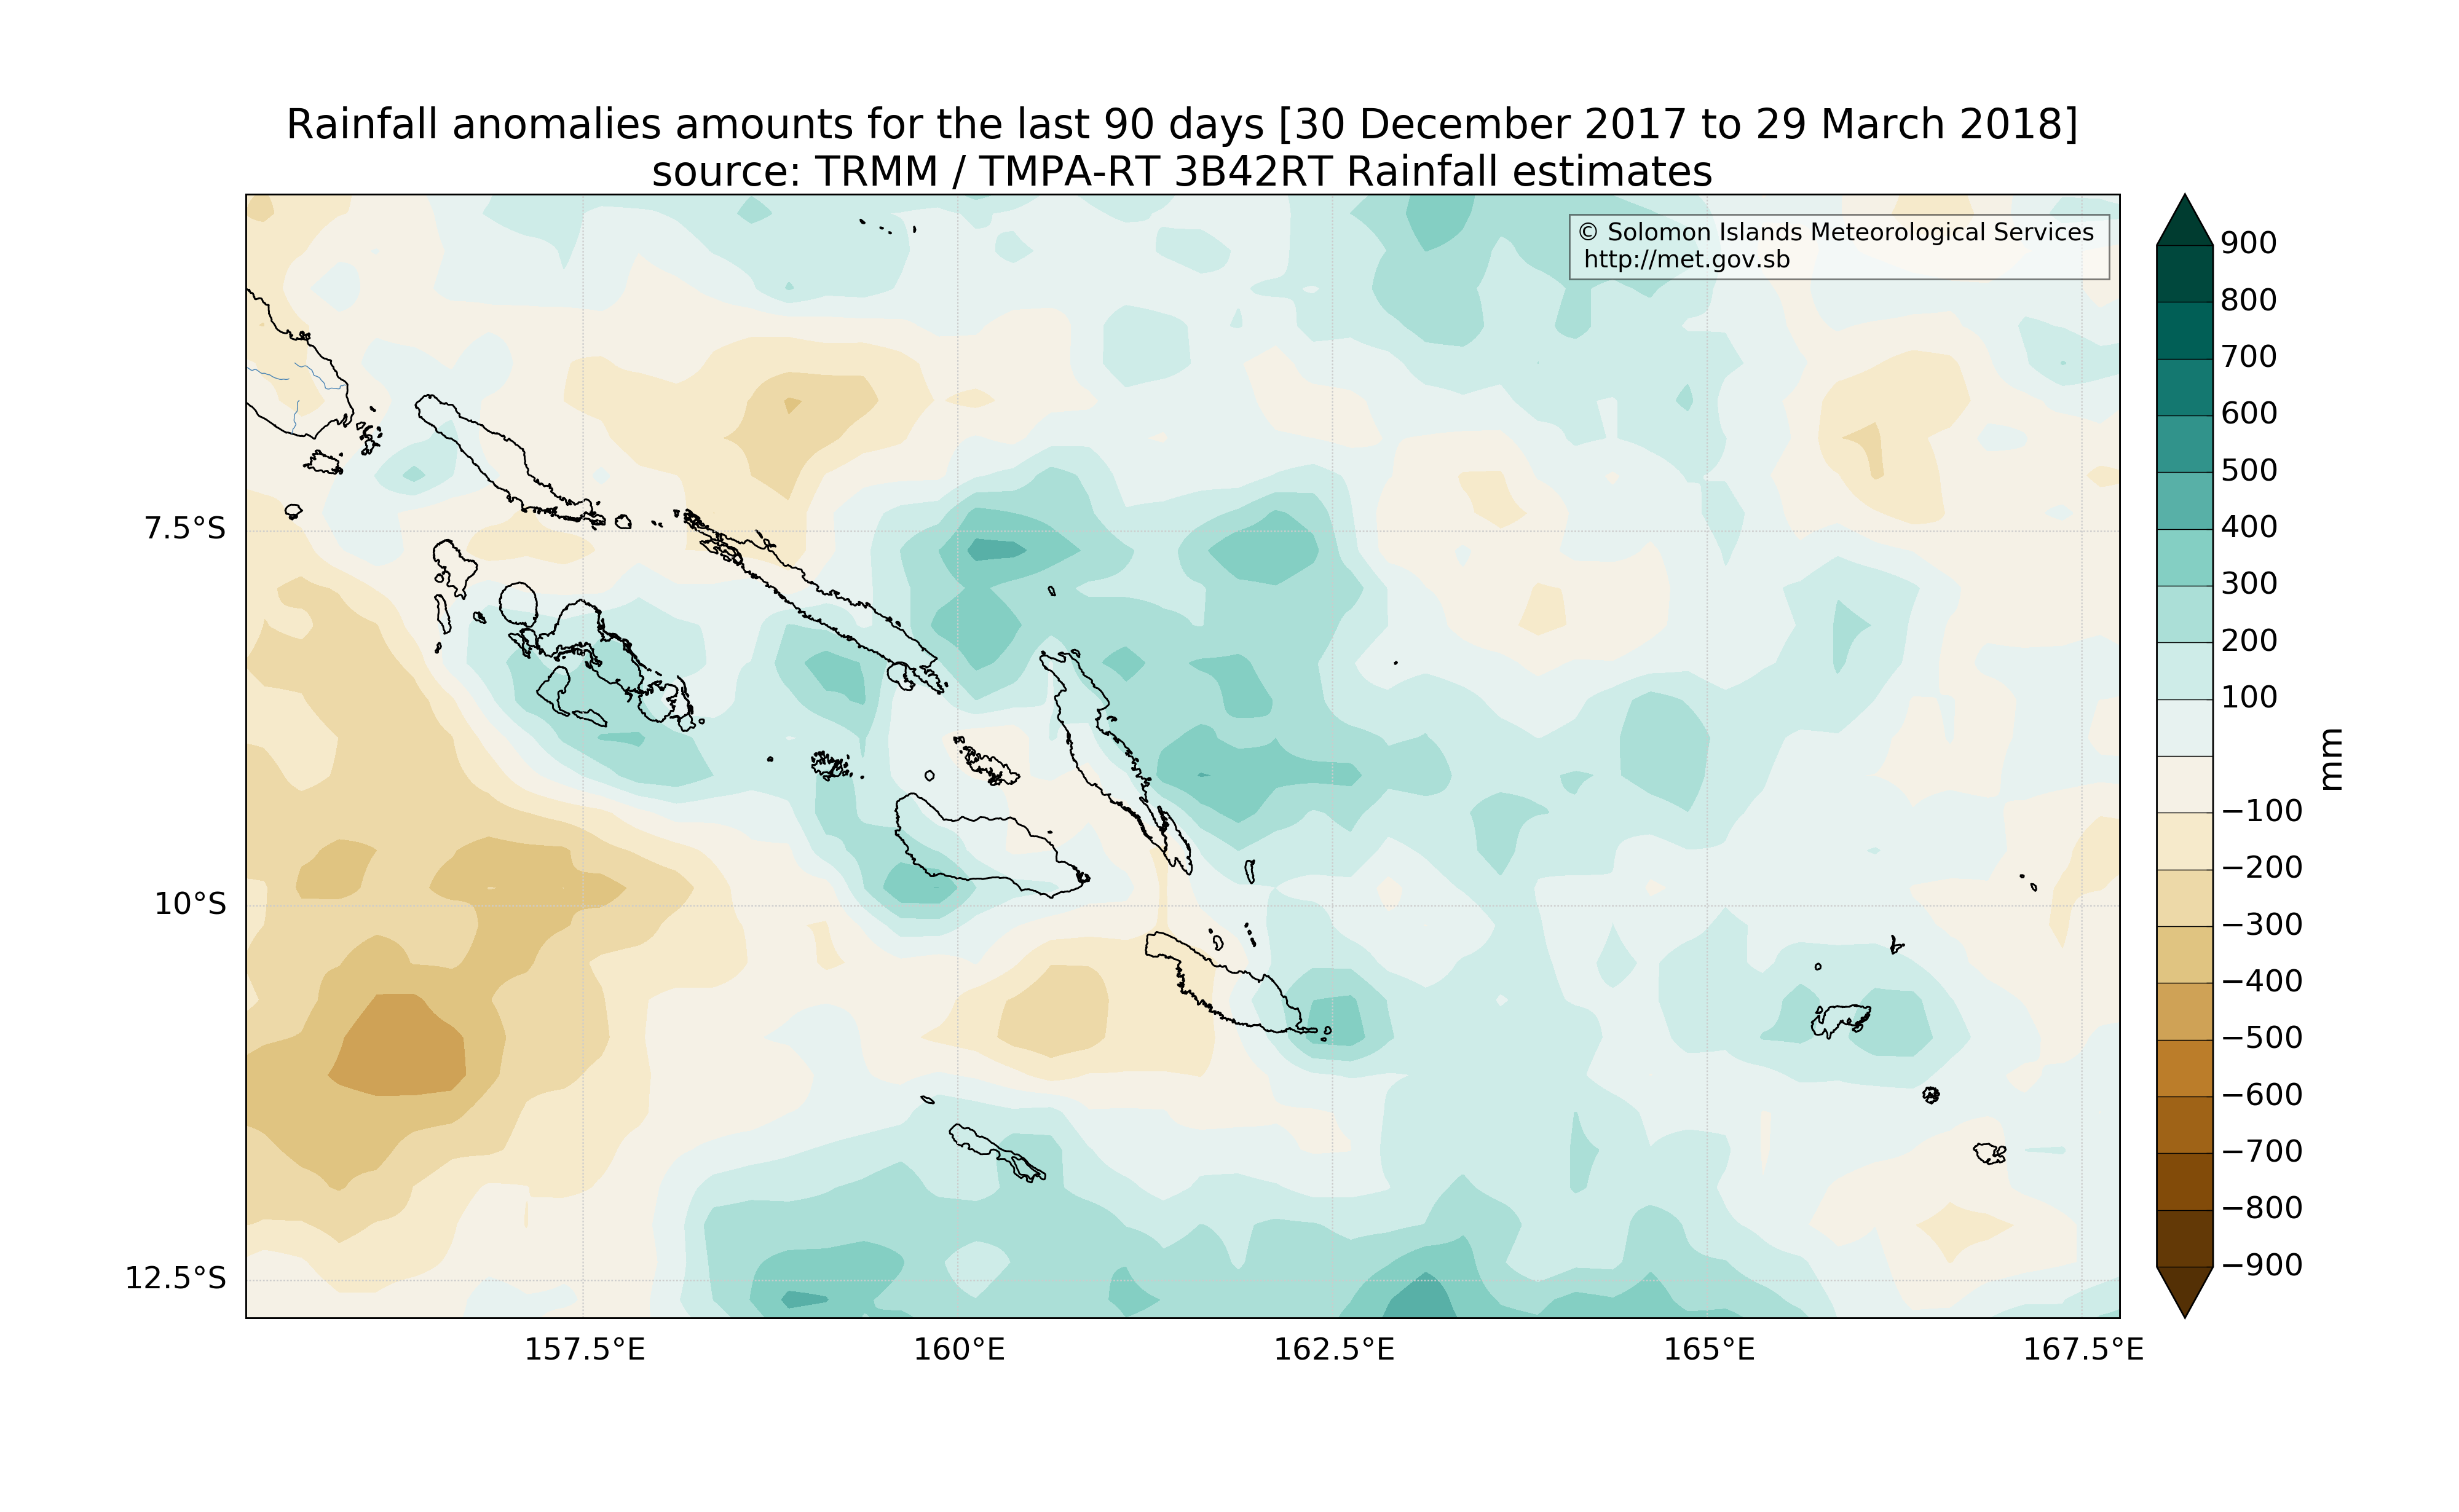 Rainfall anomalies amounts for the last 90 days [30 December 2017 to 29 March 2018]
source: TRMM / TMPA-RT 3B42RT Rainfall estimates
© Solomon Islands Meteorological Services
http://met.gov.sb
7.5°S
10°S
12.5°S
157.5°E
160°E
162.5°E
165°E
167.5°E
900
800
700
600
500
400
300
200
100
−100
−200
−300
−400
−500
−600
−700
−800
−900
mm